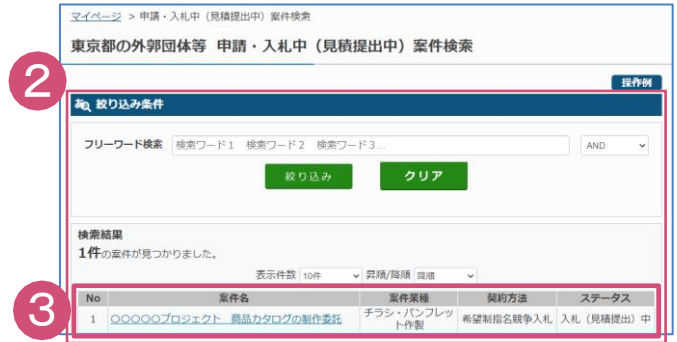 マイページ > 申請・入札中（見積提出中）案件検索
東京都の外郭団体等 申請・入札中（見積提出中）案件検索
2
操作例
絞り込み条件
フリーワード検索 検索ワード1 検索ワード2 検索ワード3... AND
絞り込み クリア
検索結果
1件の案件が見つかりました。
表示件数 10件 昇順/降順 降順
3
No 案件名 案件業種 契約方法 ステータス
1 〇〇〇〇〇プロジェクト 商品カタログの制作委託 チラシ・パンフレッ 希望制指名競争入札 入札（見積提出）中
ト作製